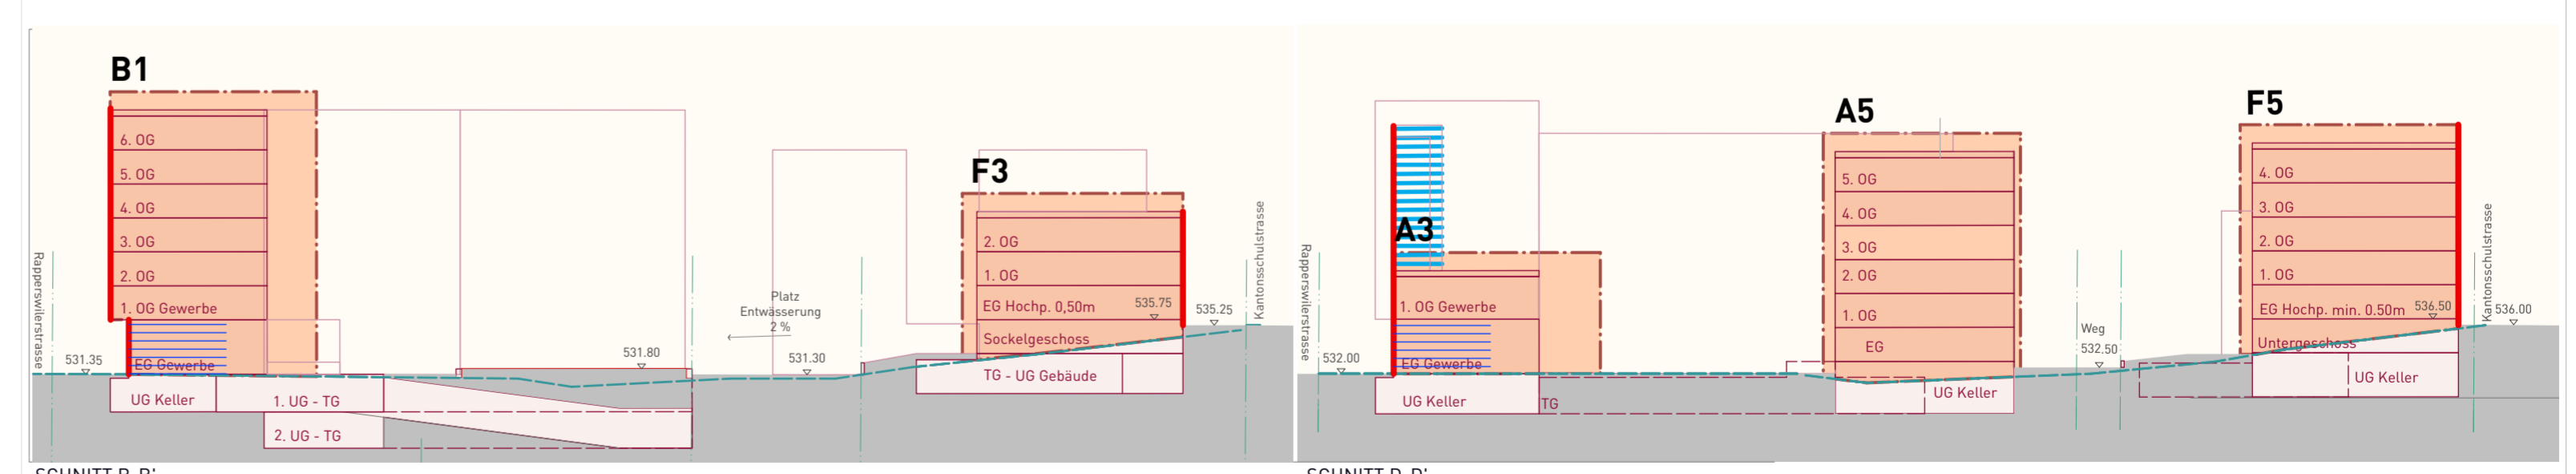 B1
6. OG
5. OG
4. OG
3. OG
2. OG
1. OG Gewerbe
EG Gewerbe
UG Keller
1. UG - TG
2. UG - TG
Rapperswilerstrasse
531.35
531.80
Platz
Entwässerung
2 %
531.30
F3
2. OG
1. OG
EG Hochp. 0,50m
535.75
Sockelgeschoss
TG - UG Gebäude
535.25
Kantonsschulstrasse
Rapperswilerstrasse
532.00
A3
1. OG Gewerbe
EG Gewerbe
UG Keller
TG
A5
5. OG
4. OG
3. OG
2. OG
1. OG
EG
UG Keller
Weg
532.50
F5
4. OG
3. OG
2. OG
1. OG
EG Hochp. min. 0.50m
536.50
Untergeschoss
UG Keller
Kantonsschulstrasse
536.00
SCHNITT B-B'
SCHNITT D-D'